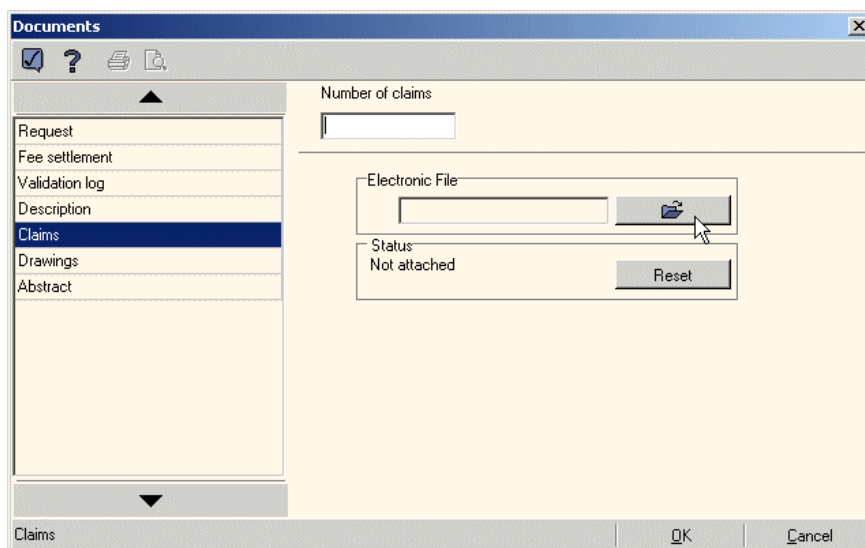 Documents
Number of claims
Request
Fee settlement
Validation log
Description
Claims
Drawings
Abstract
Electronic File
Status
Not attached
Reset
Claims
OK
Cancel